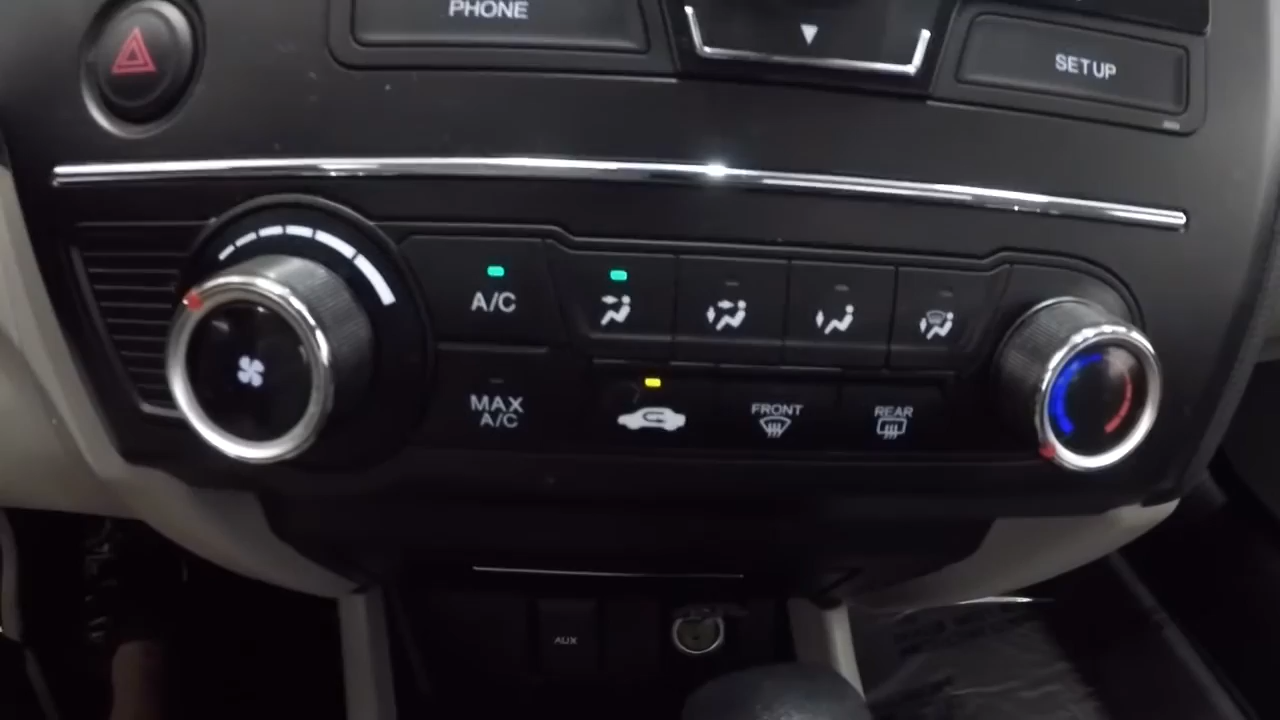 PHONE
SETUP
A/C
MAX
A/C
FRONT
REAR
AUX